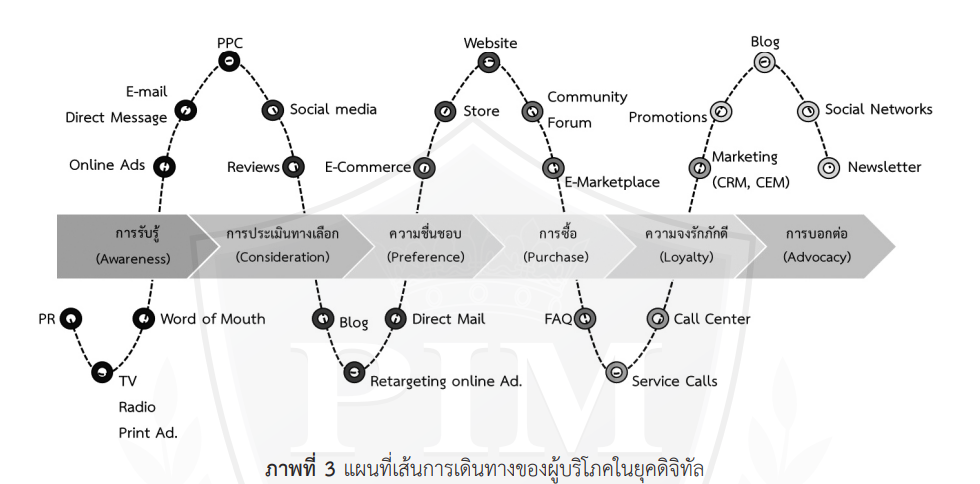 PPC
Website
Blog
E-mail
Direct Message
Social media
Store
Community
Forum
Promotions
Social Networks
Online Ads
Reviews
E-Commerce
E-Marketplace
Marketing
(CRM, CEM)
Newsletter
การรับรู้
(Awareness)
การประเมินทางเลือก
(Consideration)
ความชื่นชอบ
(Preference)
การซื้อ
(Purchase)
ความจงรักภักดี
(Loyalty)
การบอกต่อ
(Advocacy)
PR
Word of Mouth
Blog
Direct Mail
FAQ
Call Center
TV
Radio
Print Ad.
Retargeting online Ad.
Service Calls
PIM
ภาพที่ 3 แผนที่เส้นการเดินทางของผู้บริโภคในยุคดิจิทัล